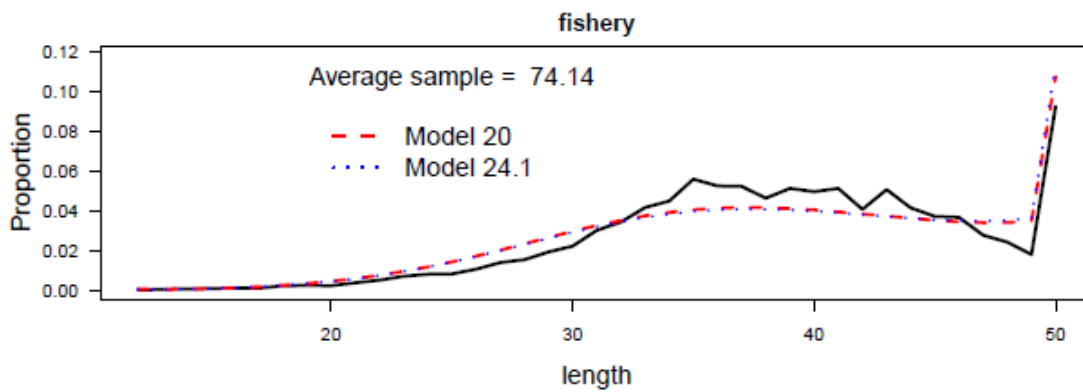 fishery
0.12
0.10
0.08
0.06
0.04
0.02
0.00
Proportion
Average sample = 74.14
Model 20
Model 24.1
20 30 40 50
length